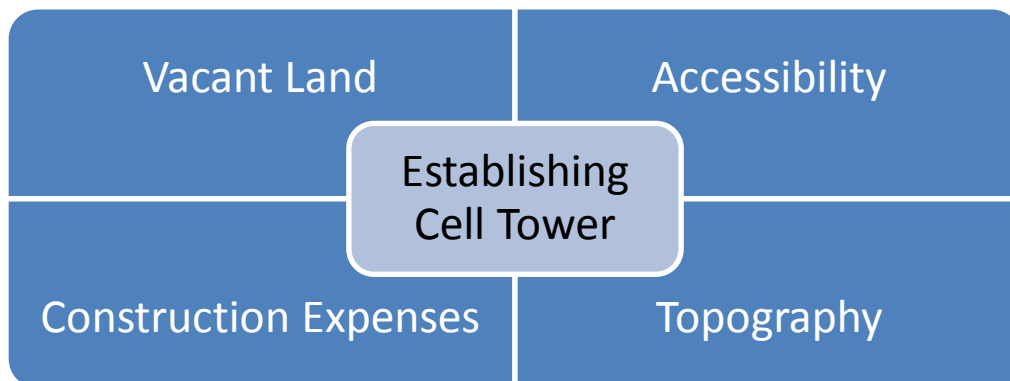 Vacant Land
Accessibility
Establishing
Cell Tower
Construction Expenses
Topography